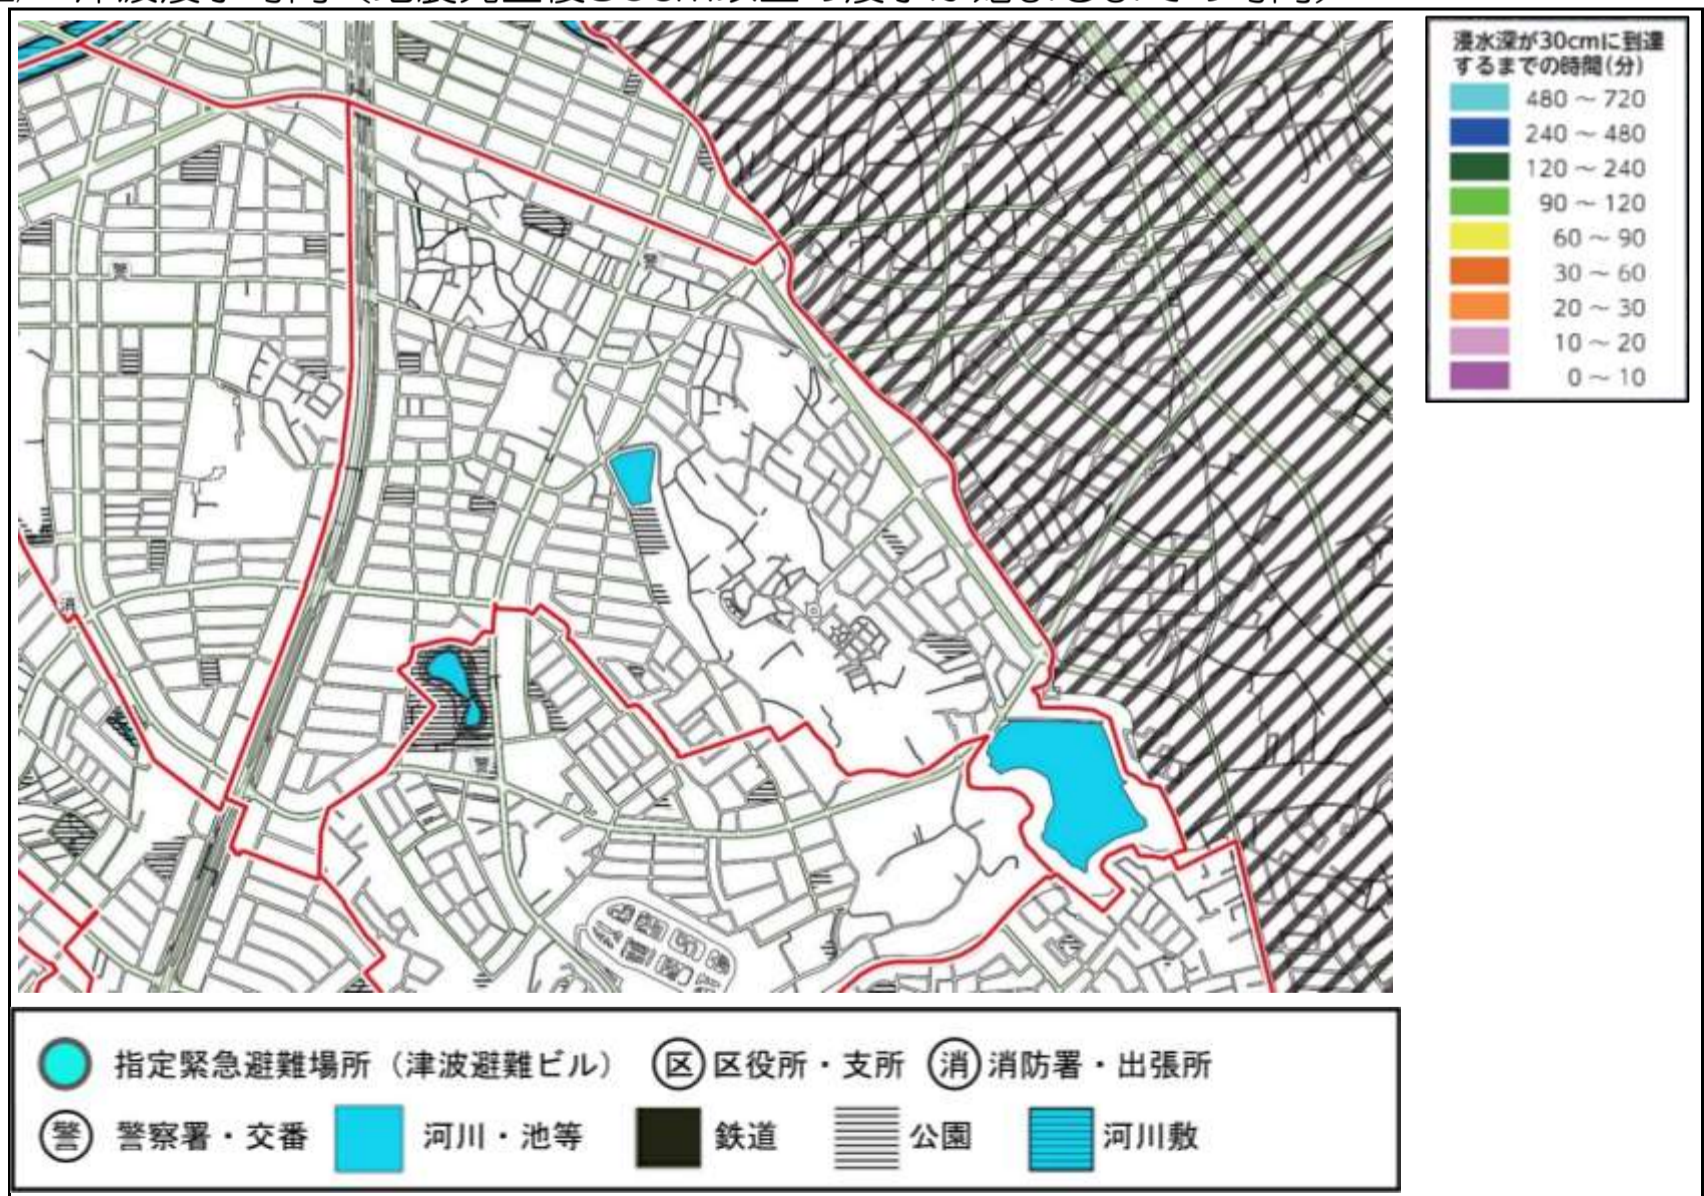 浸水深が30cmに到達
するまでの時間(分)
480 ～ 720
240 ～ 480
120 ～ 240
90 ～ 120
60 ～ 90
30 ～ 60
20 ～ 30
10 ～ 20
0 ～ 10
警
警
消
警
指定緊急避難場所（津波避難ビル）
区 区役所・支所
消 消防署・出張所
警 警察署・交番
河川・池等
鉄道
公園
河川敷